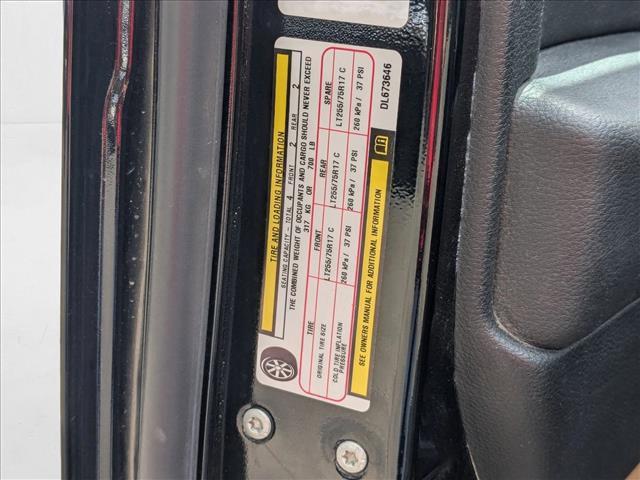 TIRE AND LOADING INFORMATION
SEATING CAPACITY - TOTAL 4 FRONT 2 REAR 2
THE COMBINED WEIGHT OF OCCUPANTS AND CARGO SHOULD NEVER EXCEED
317 KG OR 700 LB
TIRE FRONT REAR SPARE
ORIGINAL TIRE SIZE LT255/75R17 C LT255/75R17 C LT255/75R17 C
COLD TIRE INFLATION PRESSURE 260 kPa / 37 PSI 260 kPa / 37 PSI 260 kPa / 37 PSI
SEE OWNERS MANUAL FOR ADDITIONAL INFORMATION
DL673646